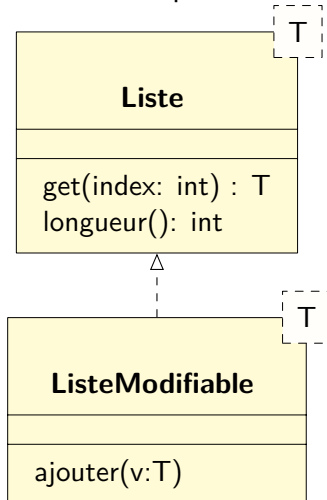 T
Liste
get(index: int) : T
longueur(): int
T
ListeModifiable
ajouter(v:T)